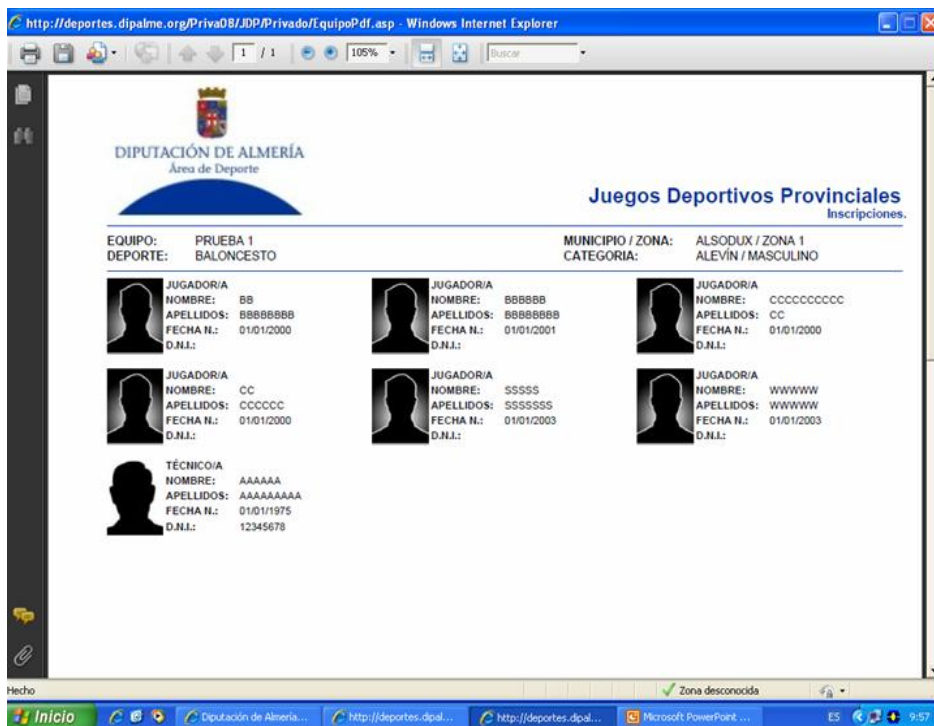 http://deportes.dipalme.org/Priva08/JDP/Privado/EquipoPdf.asp - Windows Internet Explorer
1 / 1 105% Buscar
DIPUTACIÓN DE ALMERÍA
Área de Deporte
Juegos Deportivos Provinciales
Inscripciones.
EQUIPO: PRUEBA 1 MUNICIPIO / ZONA: ALSODUX / ZONA 1
DEPORTE: BALONCESTO CATEGORIA: ALEVÍN / MASCULINO
JUGADOR/A JUGADOR/A JUGADOR/A
NOMBRE: BB NOMBRE: BBBBBB NOMBRE: CCCCCCCCCC
APELLIDOS: BBBBBBBB APELLIDOS: BBBBBBBB APELLIDOS: CC
FECHA N.: 01/01/2000 FECHA N.: 01/01/2001 FECHA N.: 01/01/2000
D.N.I.: D.N.I.: D.N.I.:
JUGADOR/A JUGADOR/A JUGADOR/A
NOMBRE: CC NOMBRE: SSSSS NOMBRE: WWWWW
APELLIDOS: CCCCCC APELLIDOS: SSSSSSS APELLIDOS: WWWWW
FECHA N.: 01/01/2000 FECHA N.: 01/01/2003 FECHA N.: 01/01/2003
D.N.I.: D.N.I.: D.N.I.:
TÉCNICO/A
NOMBRE: AAAAAA
APELLIDOS: AAAAAAAAA
FECHA N.: 01/01/1975
D.N.I.: 12345678
Hecho Zona desconocida
Inicio Diputación de Almería... http://deportes.dipal... http://deportes.dipal... Microsoft PowerPoint ... ES 9:57